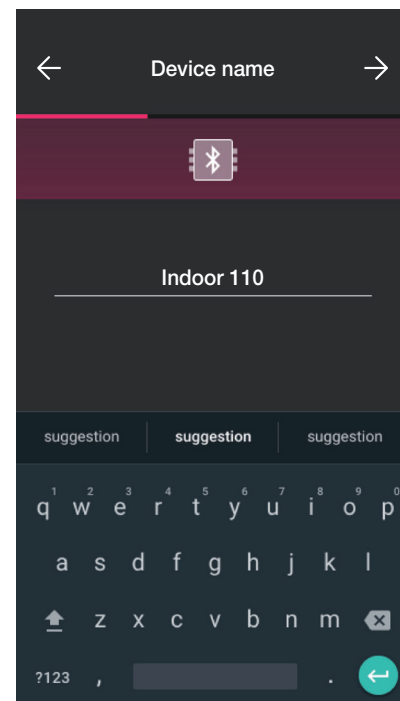 Device name
Indoor 110
suggestion suggestion suggestion
1 2 3 4 5 6 7 8 9 0
q w e r t y u i o p
a s d f g h j k l
z x c v b n m
?123 , .